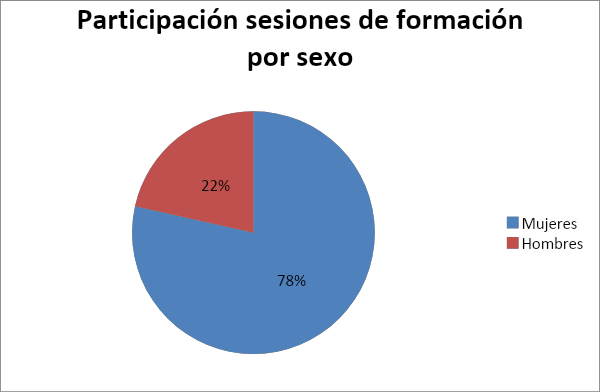 Participación sesiones de formación
por sexo
22%
78%
Mujeres
Hombres